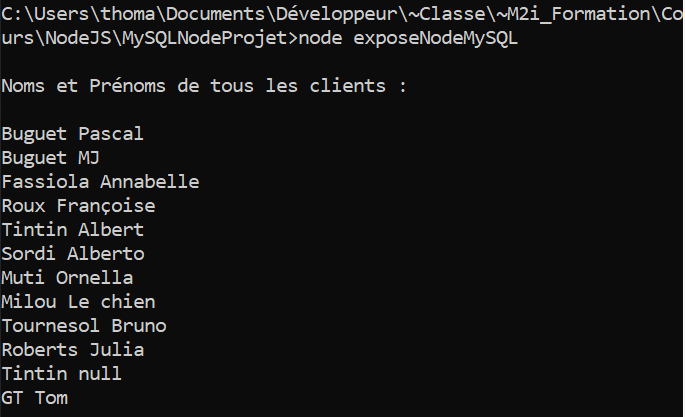 C:\Users\thoma\Documents\Développeur\~Classe\~M2i_Formation\Co
urs\NodeJS\MySQLNodeProjet>node exposeNodeMySQL
Noms et Prénoms de tous les clients :
Buguet Pascal
Buguet MJ
Fassiola Annabelle
Roux Françoise
Tintin Albert
Sordi Alberto
Muti Ornella
Milou Le chien
Tournesol Bruno
Roberts Julia
Tintin null
GT Tom